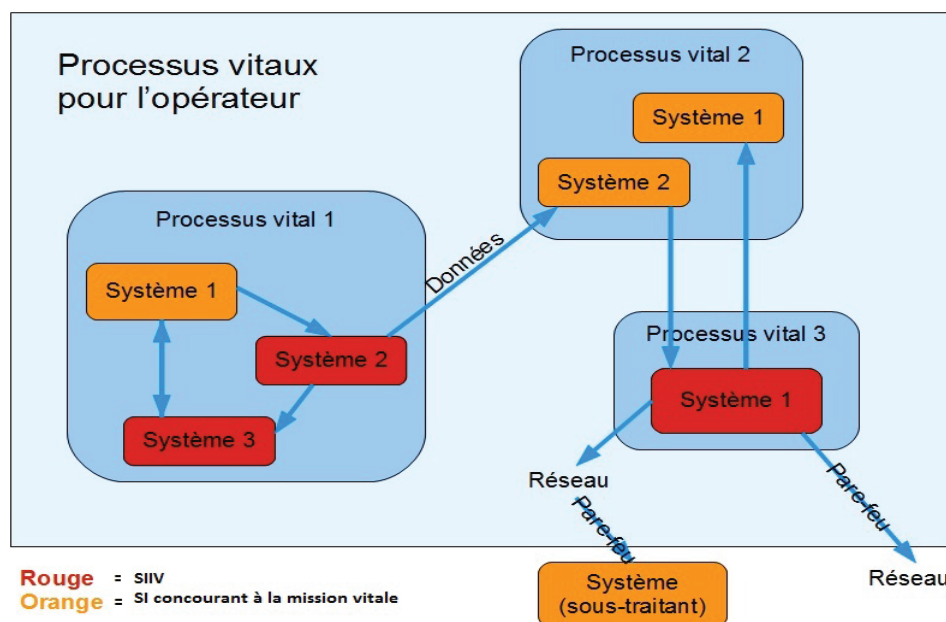 Processus vitaux
pour l'opérateur
Processus vital 1
Système 1
Système 2
Système 3
Données
Processus vital 2
Système 1
Système 2
Processus vital 3
Système 1
Réseau
Pare-feu
Pare-feu
Système
(sous-traitant)
Réseau
Rouge = SIIV
Orange = SI concourant à la mission vitale